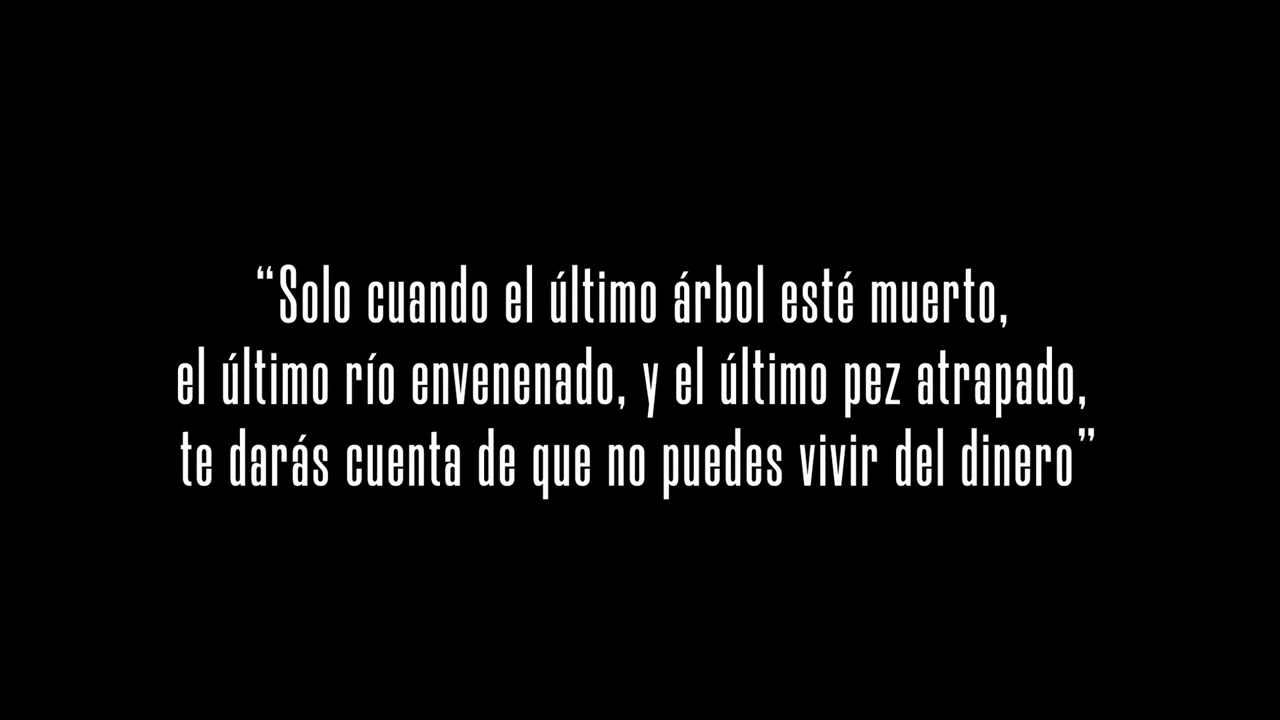 “Solo cuando el último árbol esté muerto,
el último río envenenado, y el último pez atrapado,
te darás cuenta de que no puedes vivir del dinero”